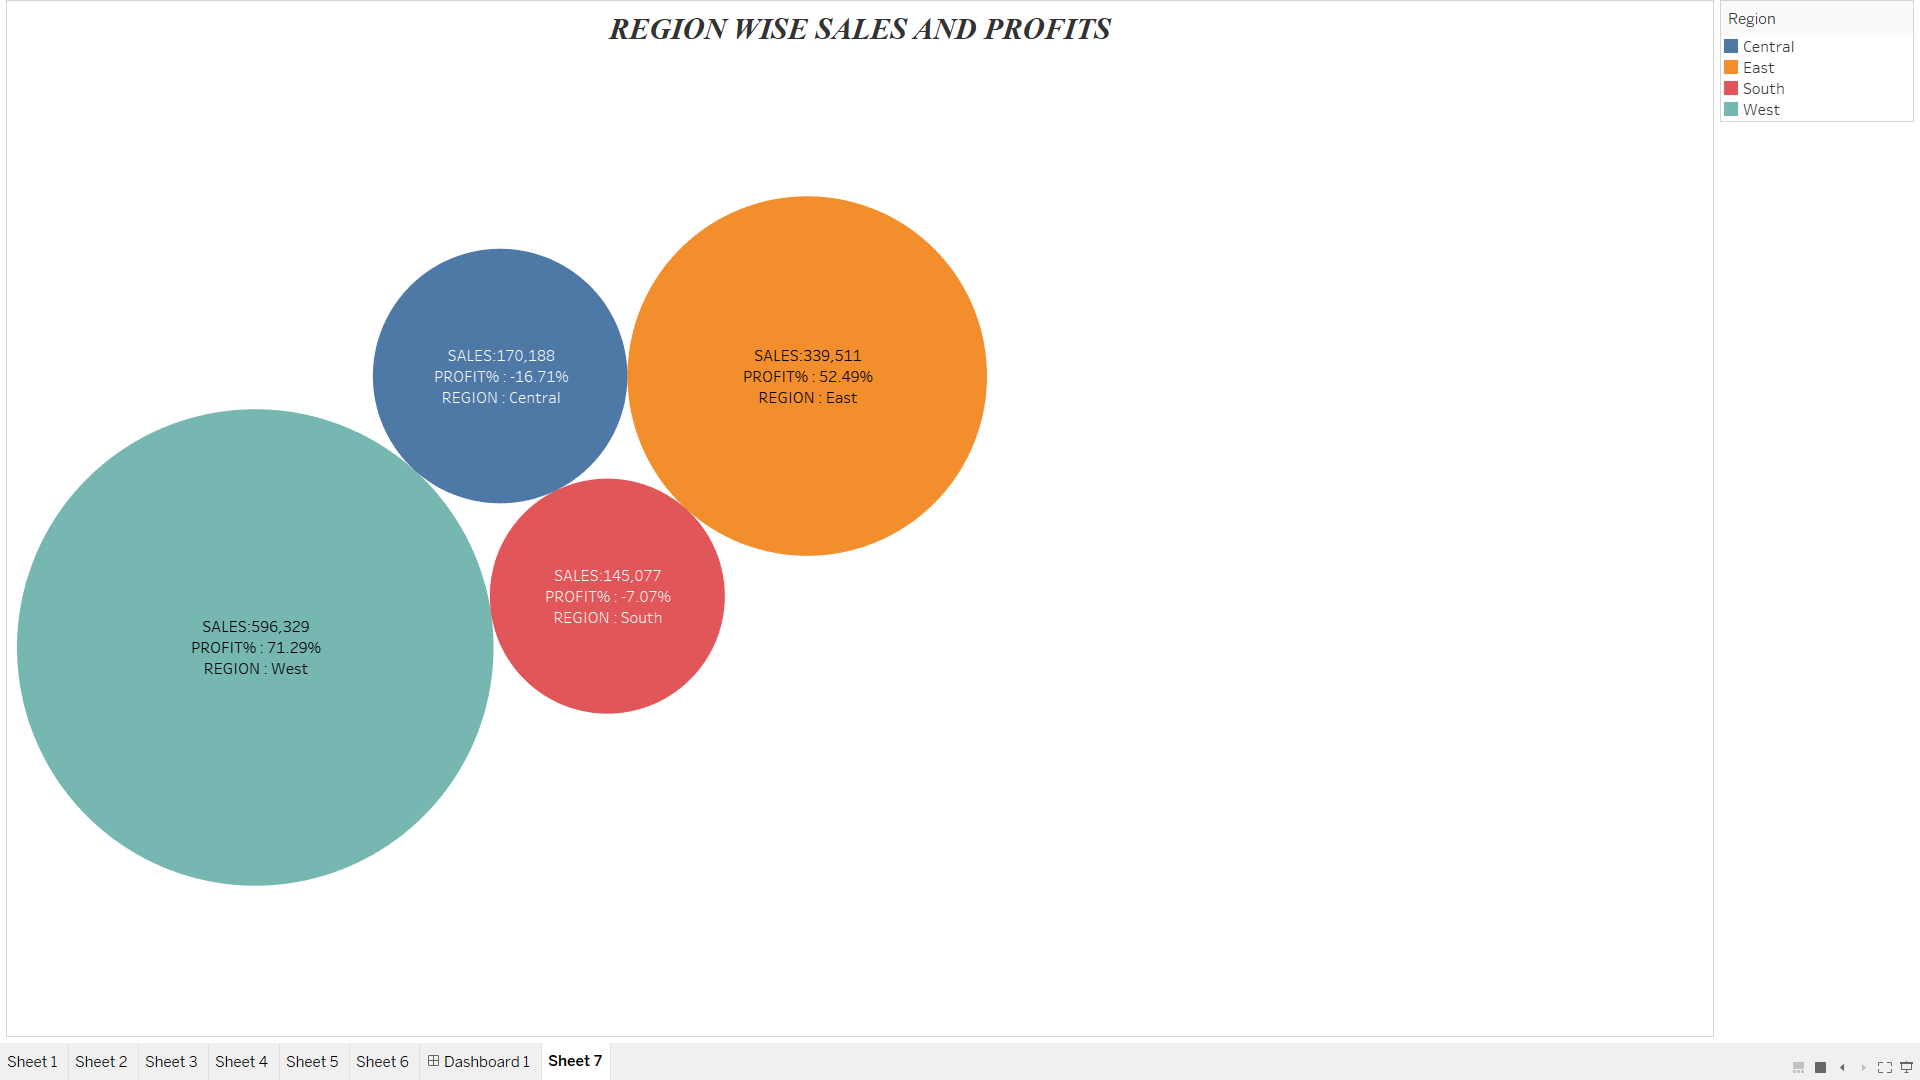 REGION WISE SALES AND PROFITS
Region
Central
East
South
West
SALES:170,188
PROFIT% : -16.71%
REGION : Central
SALES:339,511
PROFIT% : 52.49%
REGION : East
SALES:145,077
PROFIT% : -7.07%
REGION : South
SALES:596,329
PROFIT% : 71.29%
REGION : West
Sheet 1 Sheet 2 Sheet 3 Sheet 4 Sheet 5 Sheet 6 Dashboard 1 Sheet 7